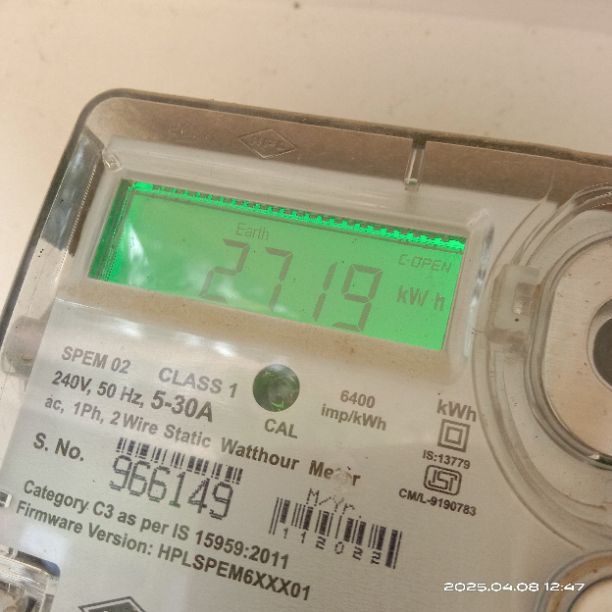 HPL
Earth
C-OPEN
2719 kWh
SPEM 02 CLASS 1
240V, 50 Hz, 5-30A
ac, 1Ph, 2Wire Static Watthour Meter
CAL
6400
imp/kWh
kWh
IS:13779
ISI
CM/L-9190783
S. No.
966149
M/Yr.
112022
Category C3 as per IS 15959:2011
Firmware Version: HPLSPEM6XXX01
2025.04.08 12:47